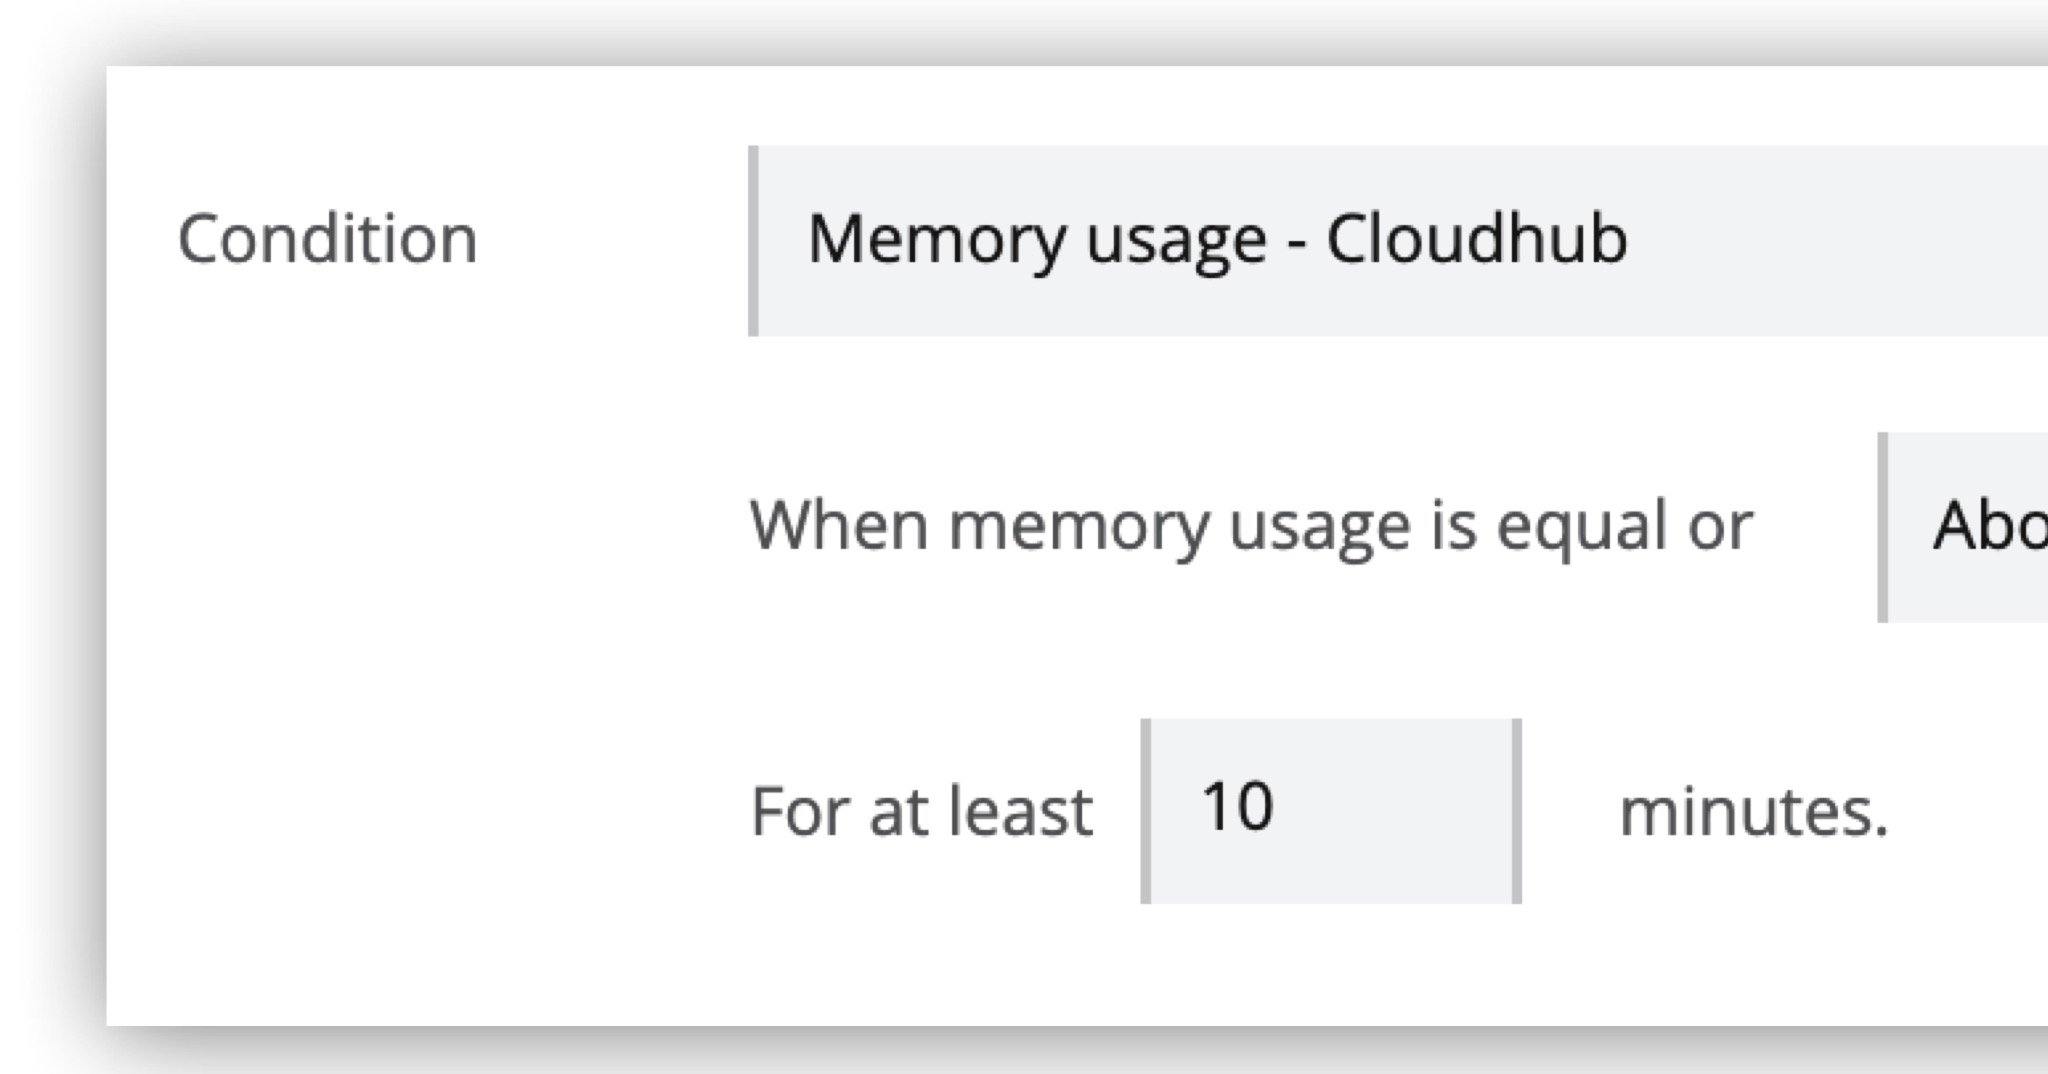 Condition Memory usage - Cloudhub
When memory usage is equal or
For at least 10 minutes.